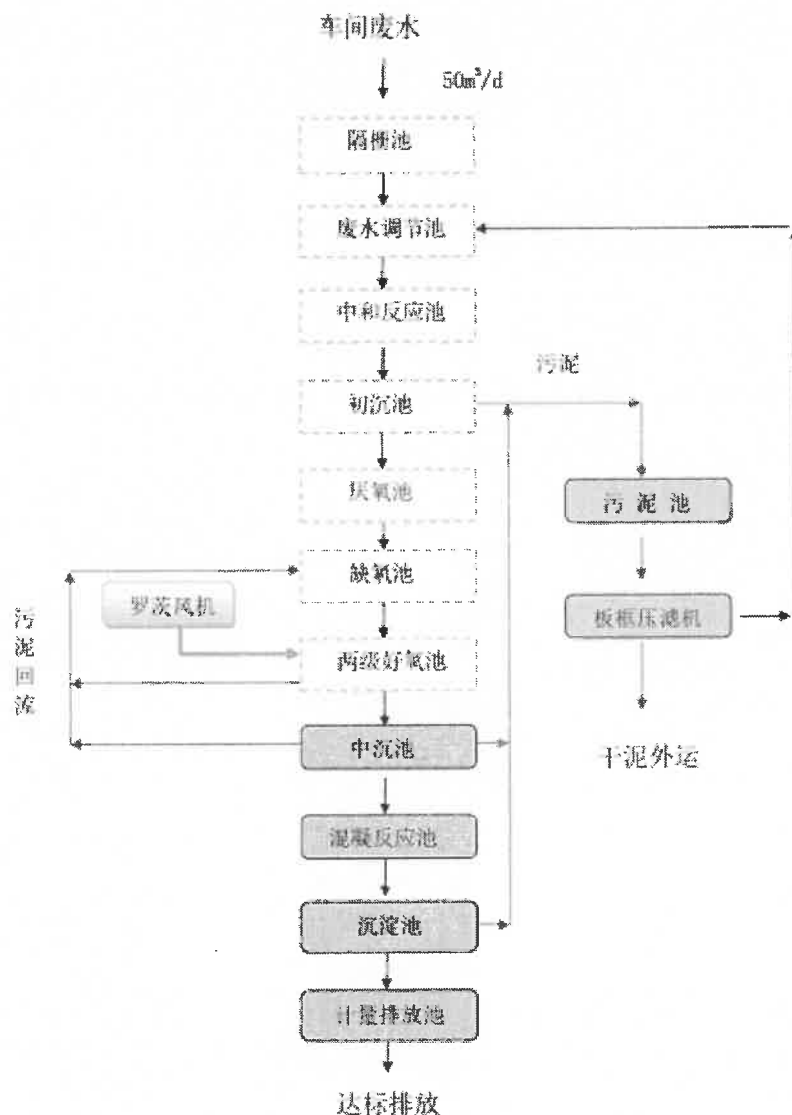 车间废水
50m³/d
隔栅池
废水调节池
中和反应池
初沉池
污泥
厌氧池
污泥池
缺氧池
罗茨风机
板框压滤机
污泥回流
两级好氧池
中沉池
干泥外运
混凝反应池
沉淀池
计量排放池
达标排放